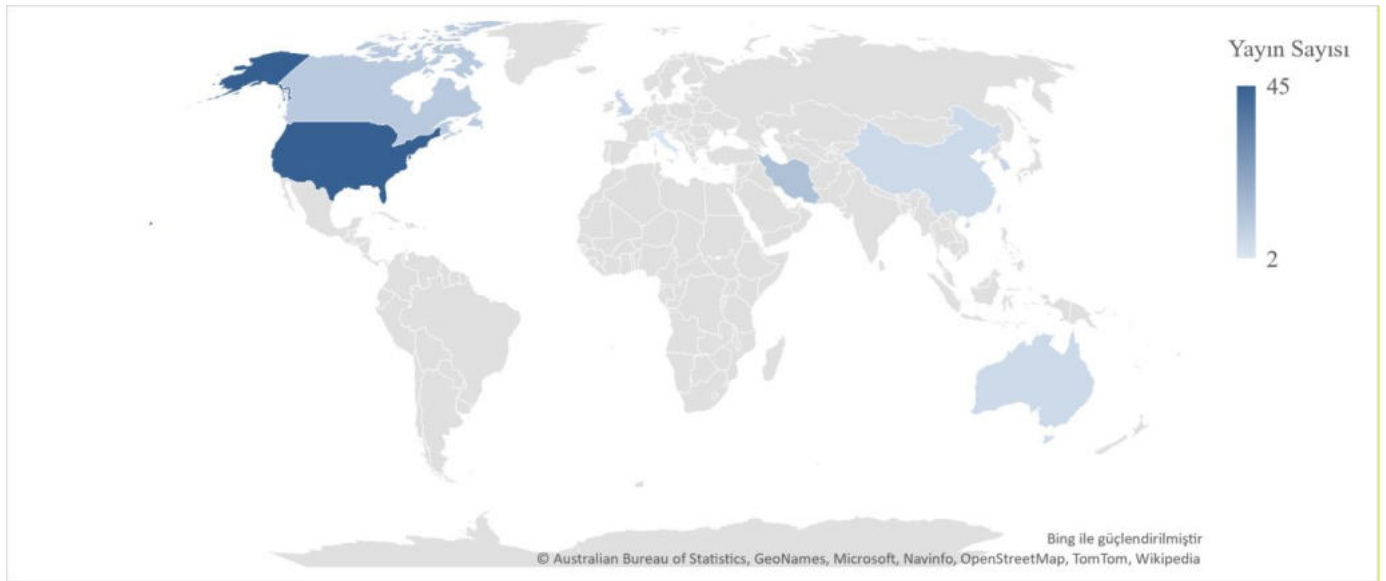 Yayın Sayısı
45
2
Bing ile güçlendirilmiştir
© Australian Bureau of Statistics, GeoNames, Microsoft, Navinfo, OpenStreetMap, TomTom, Wikipedia